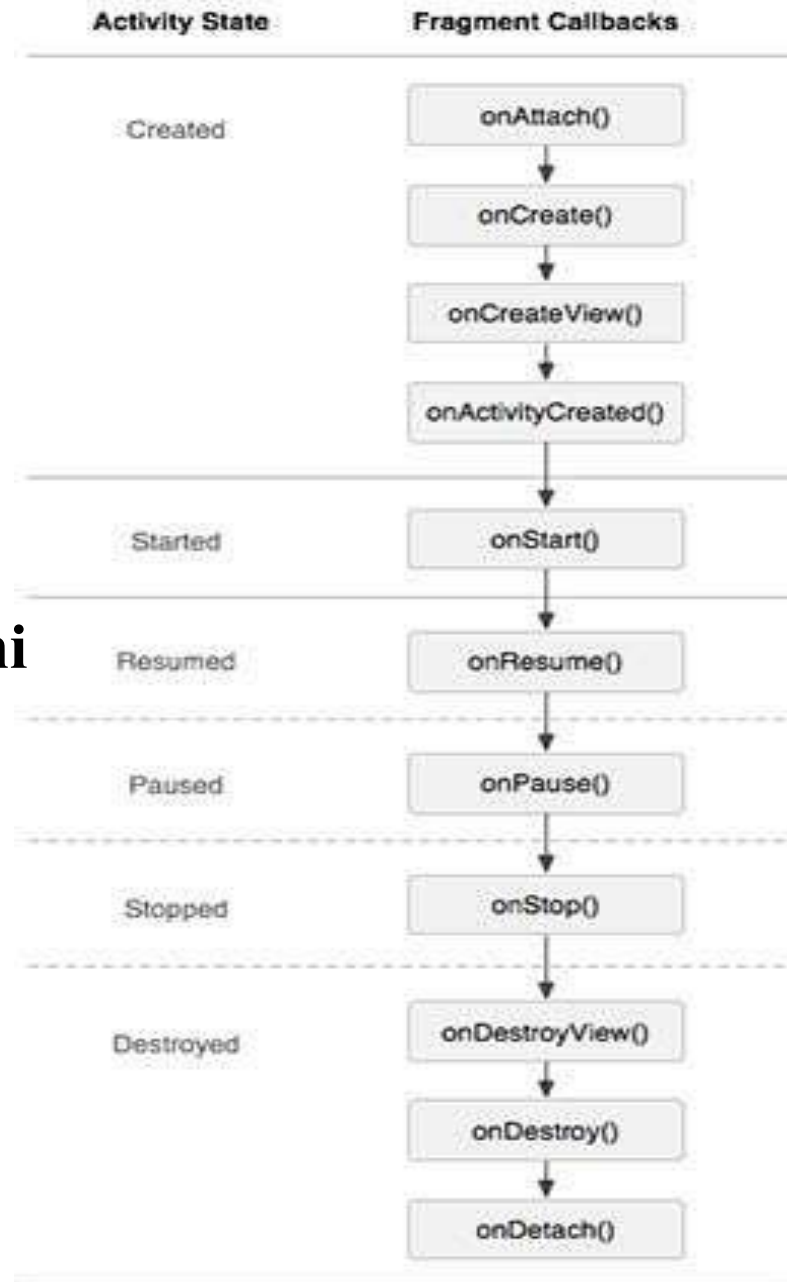 Activity State Fragment Callbacks
Created onAttach()
onCreate()
onCreateView()
onActivityCreated()
Started onStart()
Resumed onResume()
Paused onPause()
Stopped onStop()
Destroyed onDestroyView()
onDestroy()
onDetach()